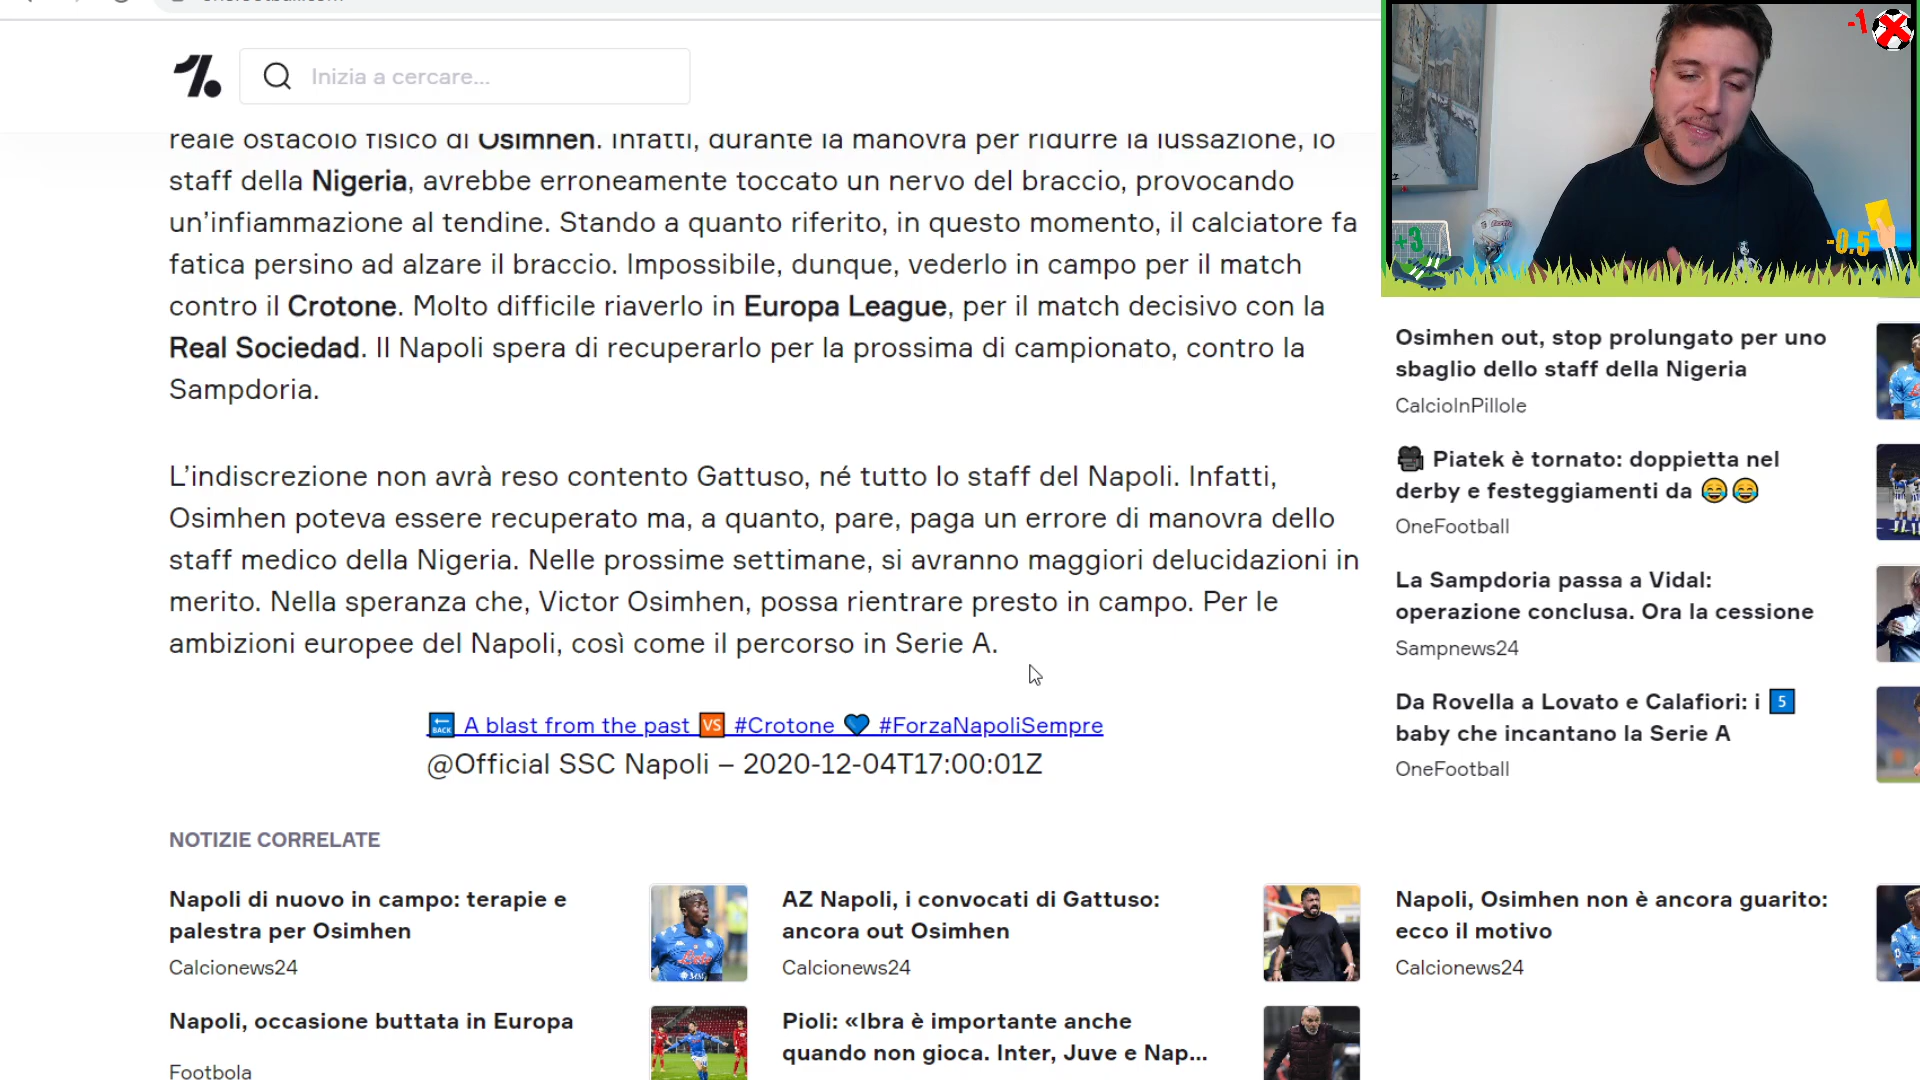 Inizia a cercare...
reale ostacolo fisico di Osimhen. Infatti, durante la manovra per ridurre la lussazione, lo
staff della Nigeria, avrebbe erroneamente toccato un nervo del braccio, provocando
un'infiammazione al tendine. Stando a quanto riferito, in questo momento, il calciatore fa
fatica persino ad alzare il braccio. Impossibile, dunque, vederlo in campo per il match
contro il Crotone. Molto difficile riaverlo in Europa League, per il match decisivo con la
Real Sociedad. Il Napoli spera di recuperarlo per la prossima di campionato, contro la
Sampdoria.
L'indiscrezione non avrà reso contento Gattuso, né tutto lo staff del Napoli. Infatti,
Osimhen poteva essere recuperato ma, a quanto, pare, paga un errore di manovra dello
staff medico della Nigeria. Nelle prossime settimane, si avranno maggiori delucidazioni in
merito. Nella speranza che, Victor Osimhen, possa rientrare presto in campo. Per le
ambizioni europee del Napoli, così come il percorso in Serie A.
🔙 A blast from the past 🆚 #Crotone 💙 #ForzaNapoliSempre
@Official SSC Napoli – 2020-12-04T17:00:01Z
-1
+3
-0.5
Osimhen out, stop prolungato per uno
sbaglio dello staff della Nigeria
CalcioInPillole
🎥 Piatek è tornato: doppietta nel
derby e festeggiamenti da 😂😂
OneFootball
La Sampdoria passa a Vidal:
operazione conclusa. Ora la cessione
Sampnews24
Da Rovella a Lovato e Calafiori: i 5️⃣
baby che incantano la Serie A
OneFootball
NOTIZIE CORRELATE
Napoli di nuovo in campo: terapie e
palestra per Osimhen
Calcionews24
AZ Napoli, i convocati di Gattuso:
ancora out Osimhen
Calcionews24
Napoli, Osimhen non è ancora guarito:
ecco il motivo
Calcionews24
Napoli, occasione buttata in Europa
Footbola
Pioli: «Ibra è importante anche
quando non gioca. Inter, Juve e Nap...